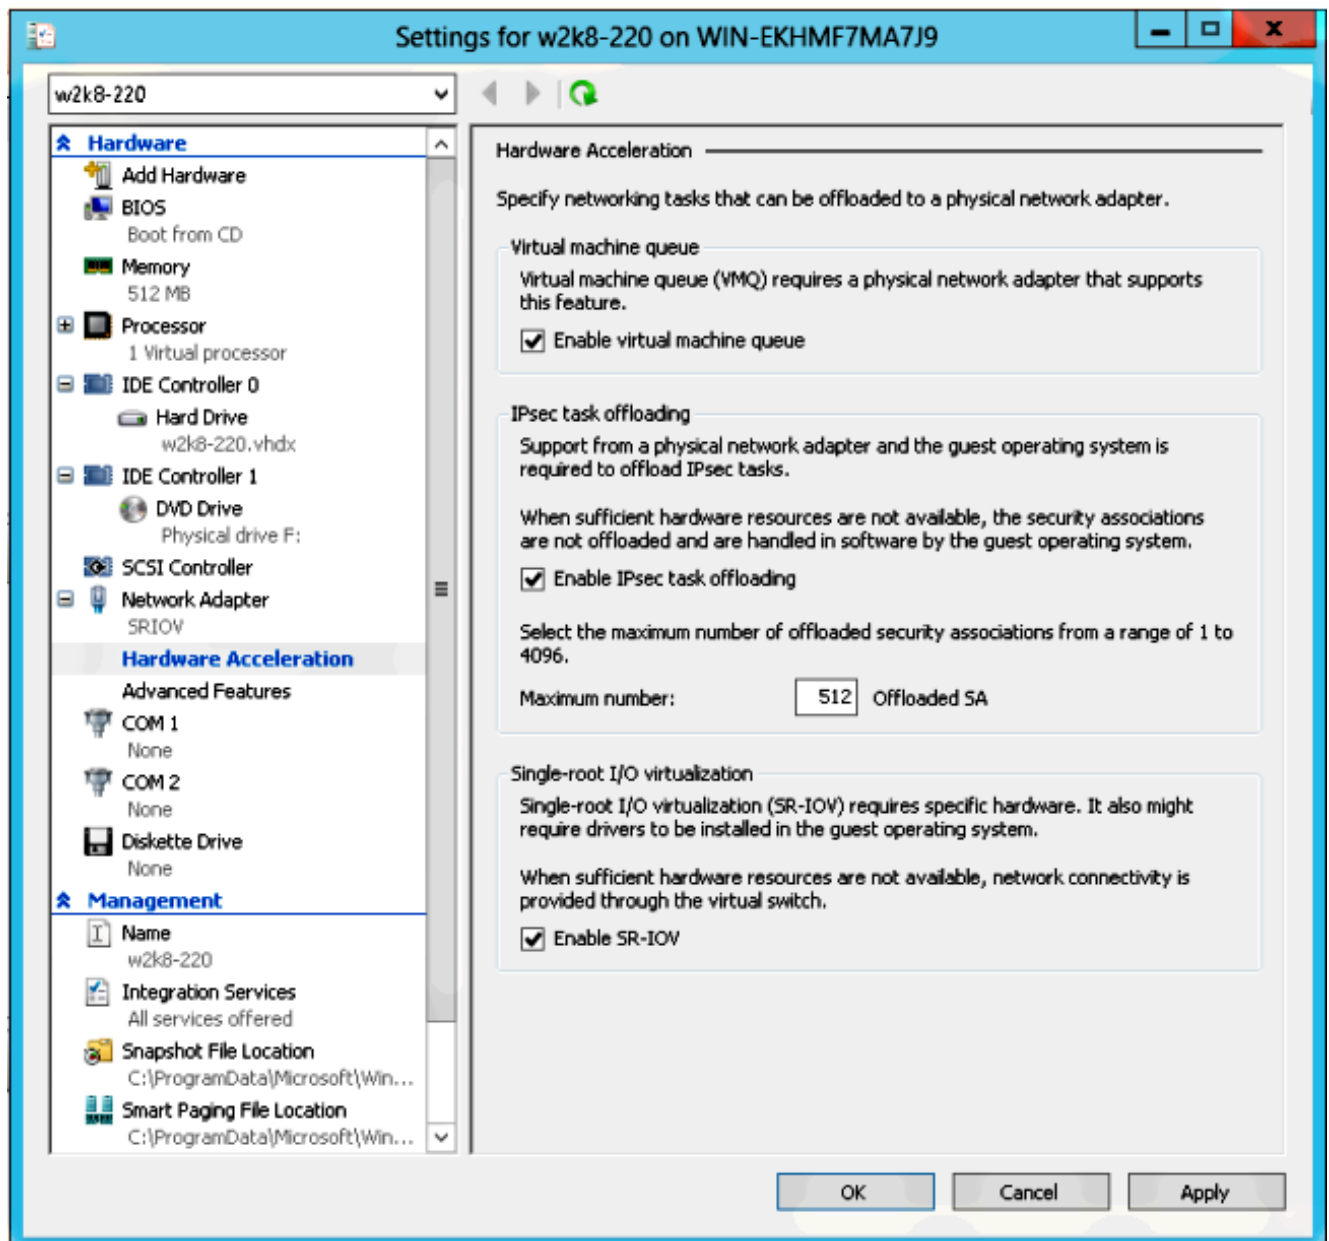 Settings for w2k8-220 on WIN-EKHMF7MA7J9
w2k8-220
Hardware
Add Hardware
BIOS
Boot from CD
Memory
512 MB
Processor
1 Virtual processor
IDE Controller 0
Hard Drive
w2k8-220.vhdx
IDE Controller 1
DVD Drive
Physical drive F:
SCSI Controller
Network Adapter
SRIOV
Hardware Acceleration
Advanced Features
COM 1
None
COM 2
None
Diskette Drive
None
Management
Name
w2k8-220
Integration Services
All services offered
Snapshot File Location
C:\ProgramData\Microsoft\Win...
Smart Paging File Location
C:\ProgramData\Microsoft\Win...
Hardware Acceleration
Specify networking tasks that can be offloaded to a physical network adapter.
Virtual machine queue
Virtual machine queue (VMQ) requires a physical network adapter that supports
this feature.
Enable virtual machine queue
IPsec task offloading
Support from a physical network adapter and the guest operating system is
required to offload IPsec tasks.
When sufficient hardware resources are not available, the security associations
are not offloaded and are handled in software by the guest operating system.
Enable IPsec task offloading
Select the maximum number of offloaded security associations from a range of 1 to
4096.
Maximum number: 512 Offloaded SA
Single-root I/O virtualization
Single-root I/O virtualization (SR-IOV) requires specific hardware. It also might
require drivers to be installed in the guest operating system.
When sufficient hardware resources are not available, network connectivity is
provided through the virtual switch.
Enable SR-IOV
OK Cancel Apply